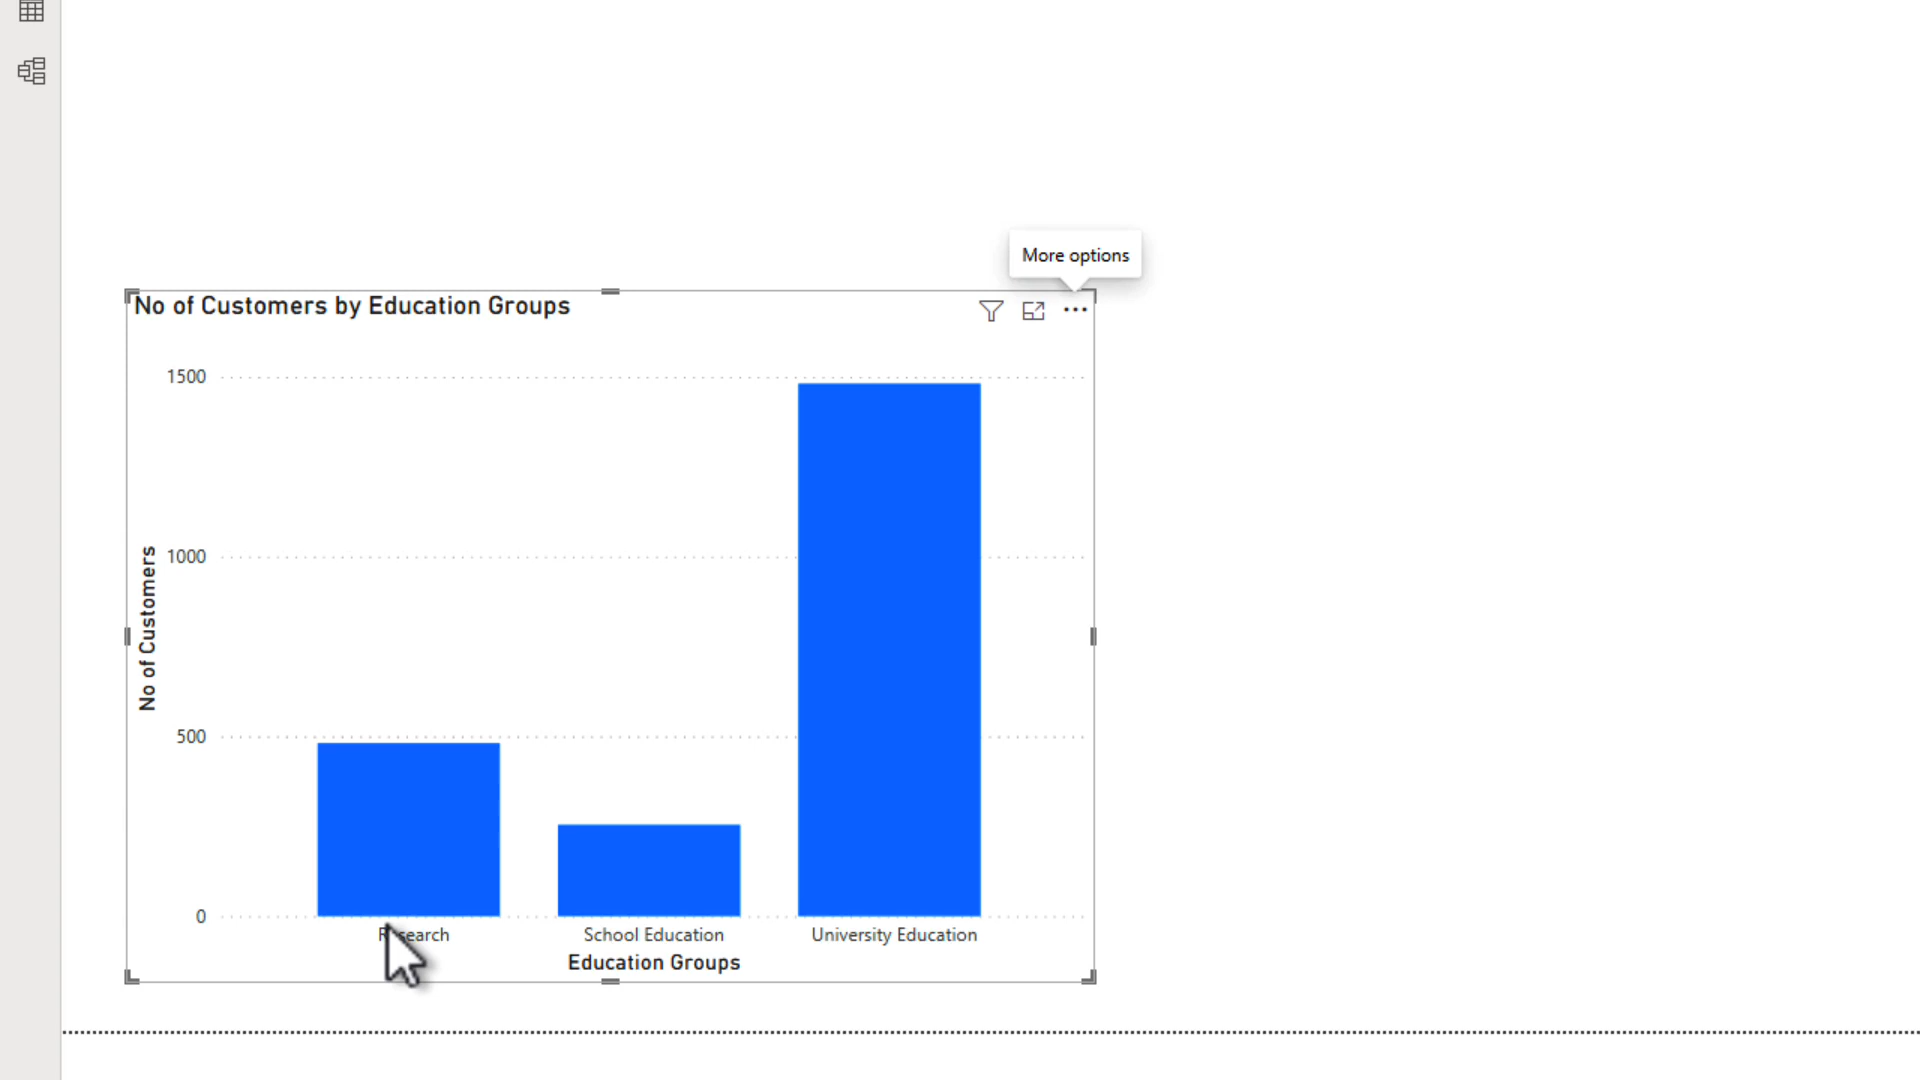 More options
No of Customers by Education Groups
1500
1000
500
0
No of Customers
School Education
University Education
Education Groups